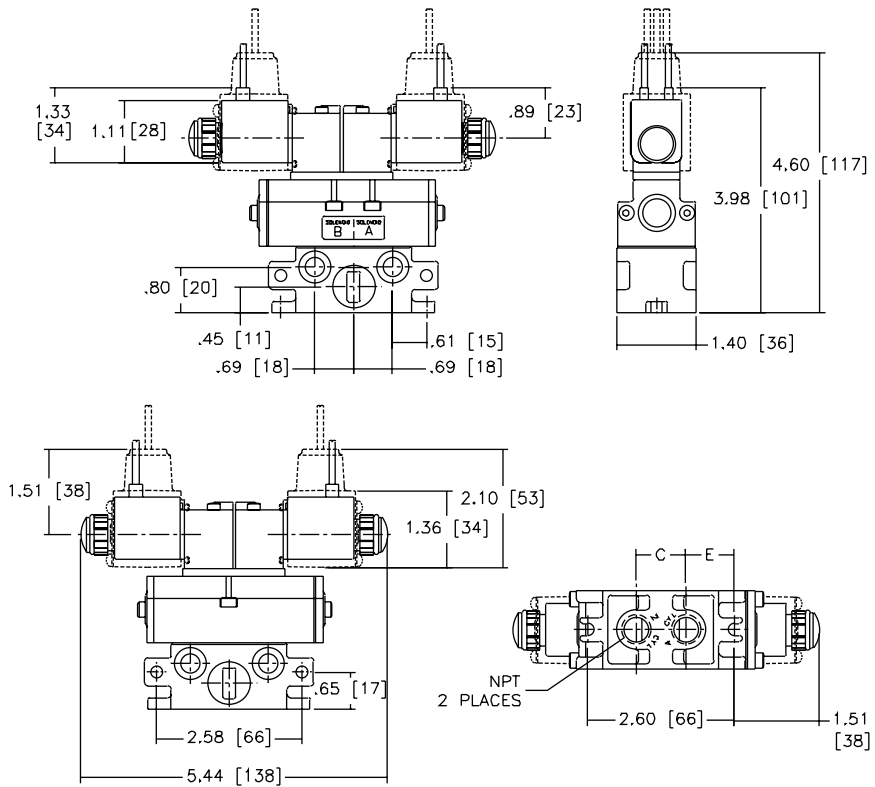 1.33
[34]
1.11[28]
.89 [23]
4.60 [117]
3.98 [101]
SOLENOID SOLENOID
B A
.80 [20]
.45 [11]
.61 [15]
.69 [18]
.69 [18]
1.40 [36]
1.51 [38]
2.10 [53]
1.36 [34]
C E
CYL
CYL
A
NPT
2 PLACES
.65 [17]
2.58 [66]
2.60 [66]
1.51
[38]
5.44 [138]